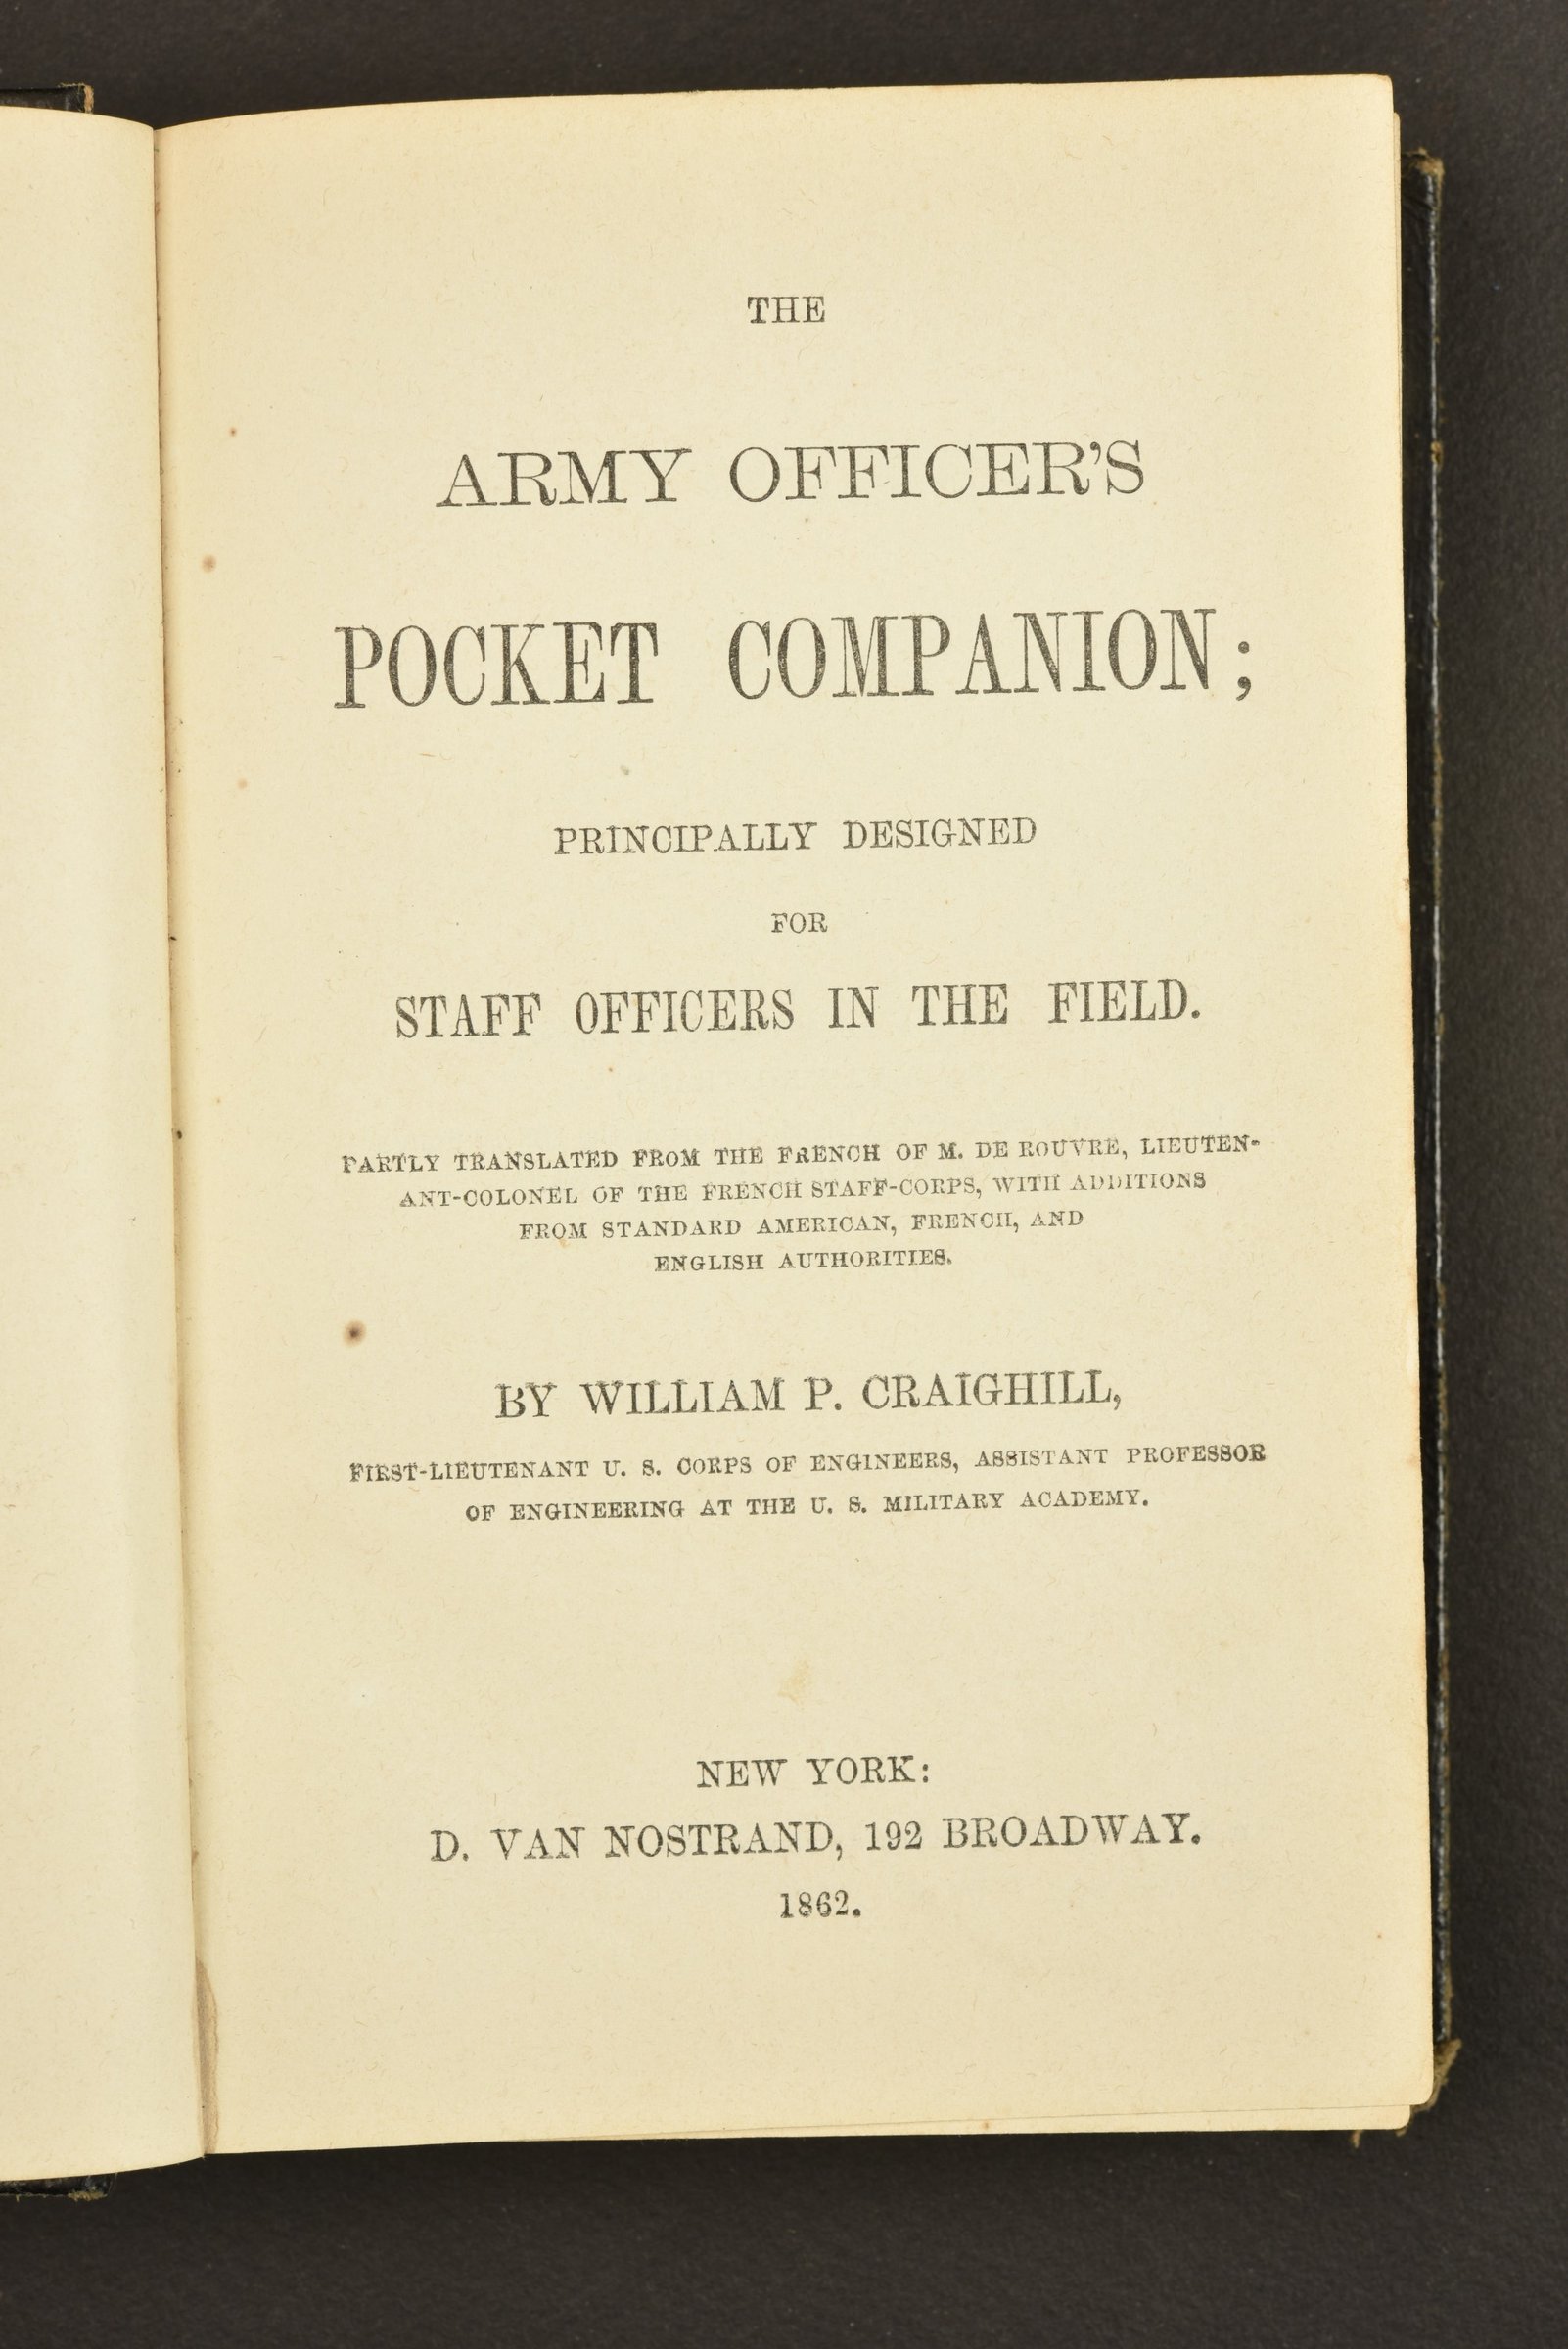 THE
ARMY OFFICER'S
POCKET COMPANION;
PRINCIPALLY DESIGNED
FOR
STAFF OFFICERS IN THE FIELD.
PARTLY TRANSLATED FROM THE FRENCH OF M. DE ROUVRE, LIEUTEN-
ANT-COLONEL OF THE FRENCH STAFF-CORPS, WITH ADDITIONS
FROM STANDARD AMERICAN, FRENCH, AND
ENGLISH AUTHORITIES.
BY WILLIAM P. CRAIGHILL,
FIRST-LIEUTENANT U. S. CORPS OF ENGINEERS, ASSISTANT PROFESSOR
OF ENGINEERING AT THE U. S. MILITARY ACADEMY.
NEW YORK:
D. VAN NOSTRAND, 192 BROADWAY.
1862.